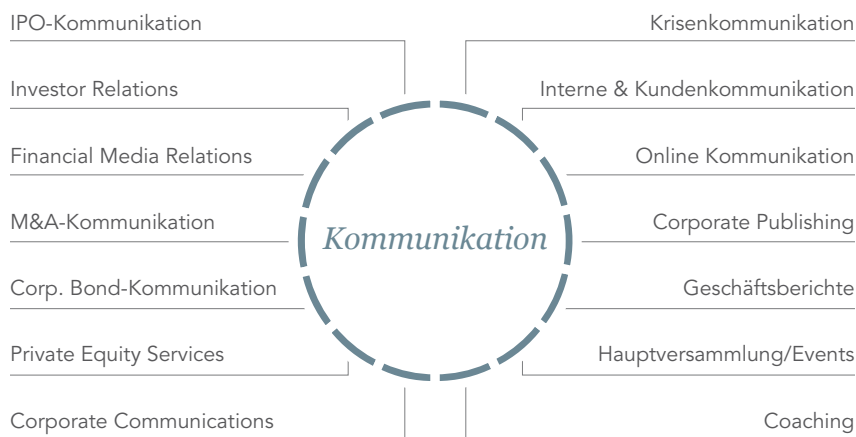 IPO-Kommunikation
Investor Relations
Financial Media Relations
M&A-Kommunikation
Corp. Bond-Kommunikation
Private Equity Services
Corporate Communications
Kommunikation
Krisenkommunikation
Interne & Kundenkommunikation
Online Kommunikation
Corporate Publishing
Geschäftsberichte
Hauptversammlung/Events
Coaching